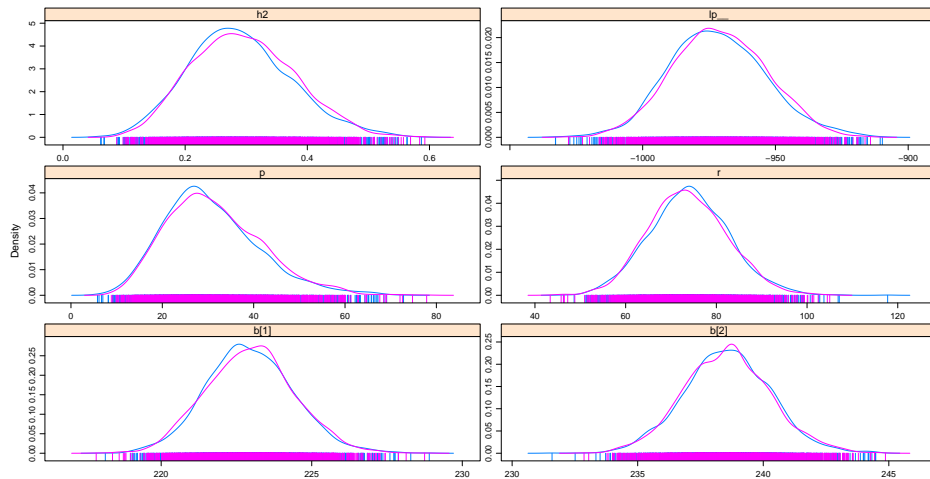 h2
lp__
0 1 2 3 4 5
0.000 0.005 0.010 0.015 0.020
0.0 0.2 0.4 0.6
−1000 −950 −900
p
r
Density
0.00 0.01 0.02 0.03 0.04
0.00 0.01 0.02 0.03 0.04
0 20 40 60 80
40 60 80 100 120
b[1]
b[2]
0.00 0.05 0.10 0.15 0.20 0.25
0.00 0.05 0.10 0.15 0.20 0.25
220 225 230
230 235 240 245